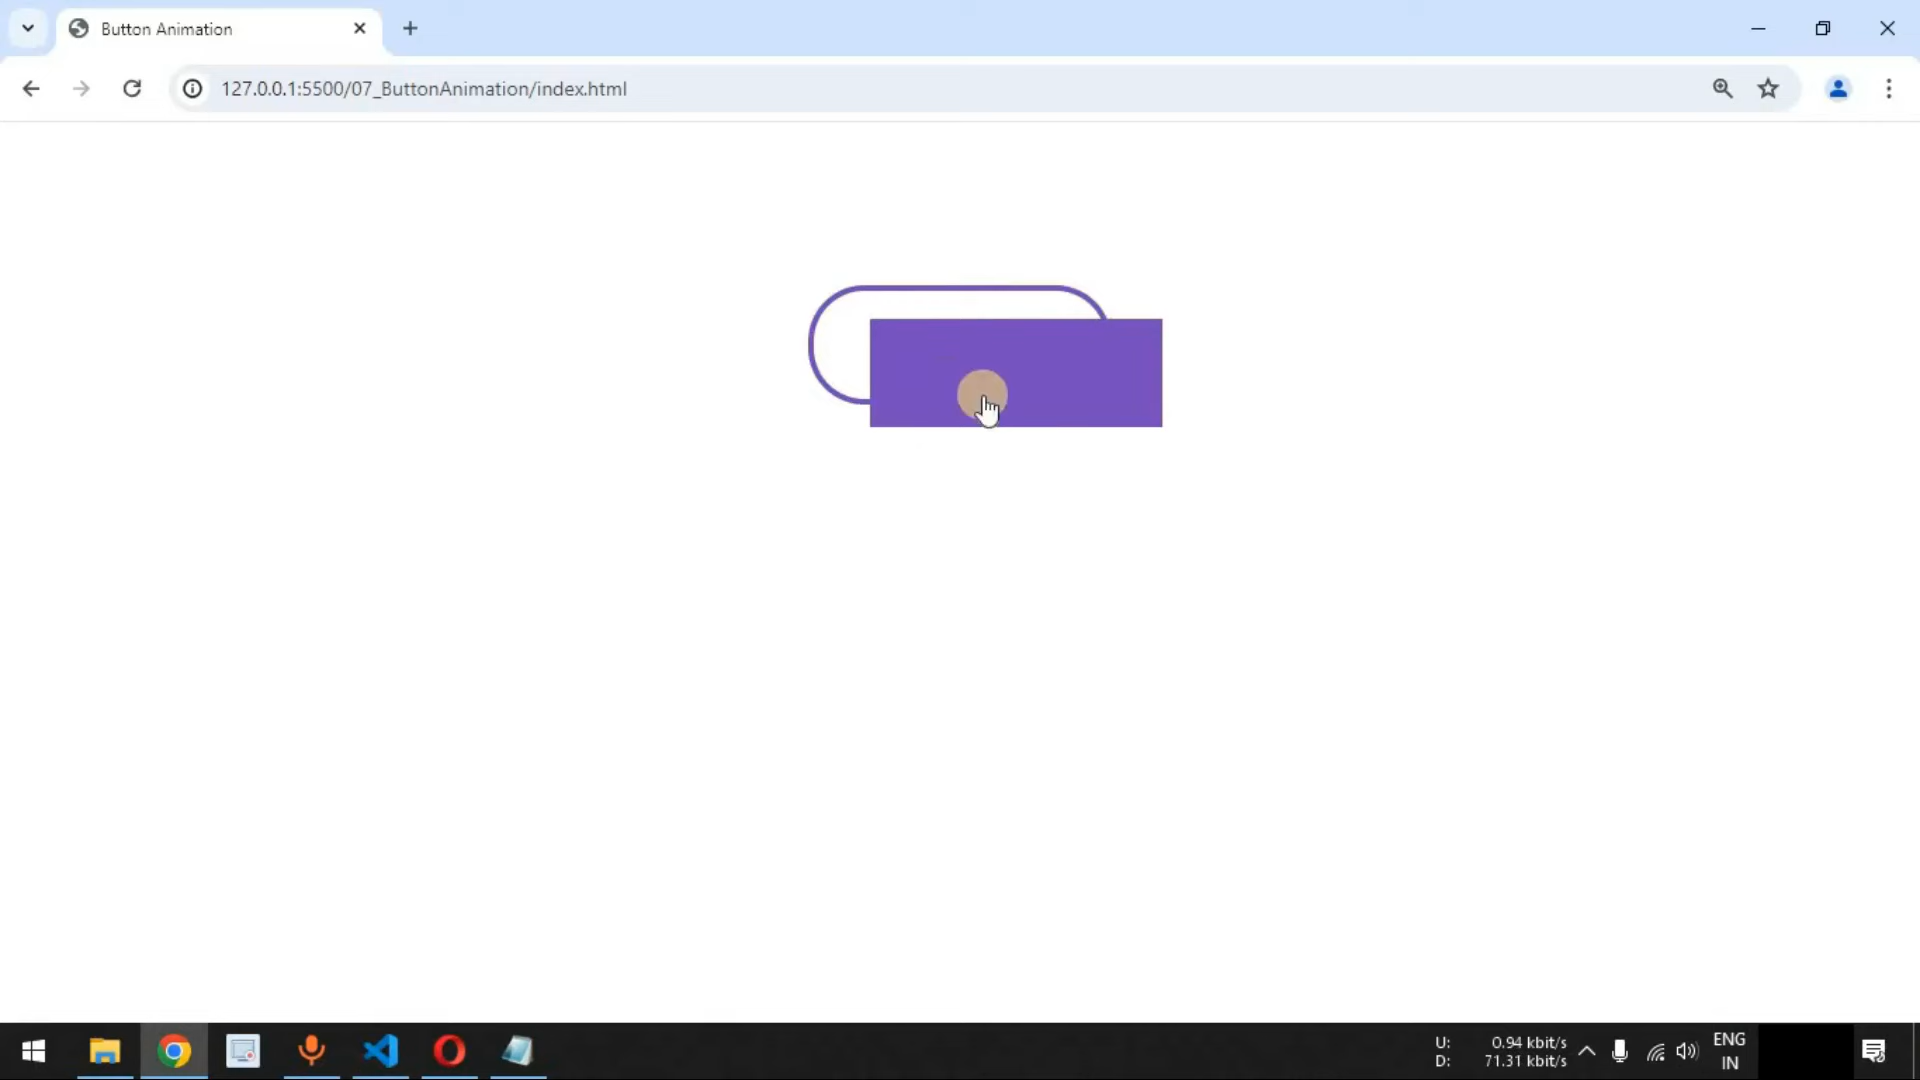 Button Animation
127.0.0.1:5500/07_ButtonAnimation/index.html
U: 0.94 kbit/s
D: 71.31 kbit/s
ENG
IN